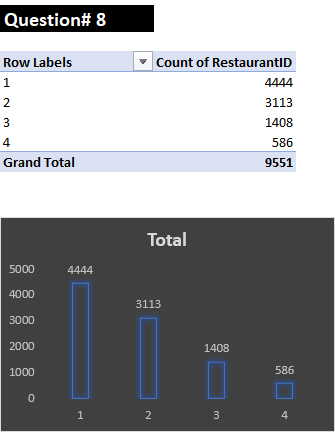 Question# 8
Row Labels Count of RestaurantID
1 4444
2 3113
3 1408
4 586
Grand Total 9551
Total
5000
4000
3000
2000
1000
0
4444
3113
1408
586
1 2 3 4